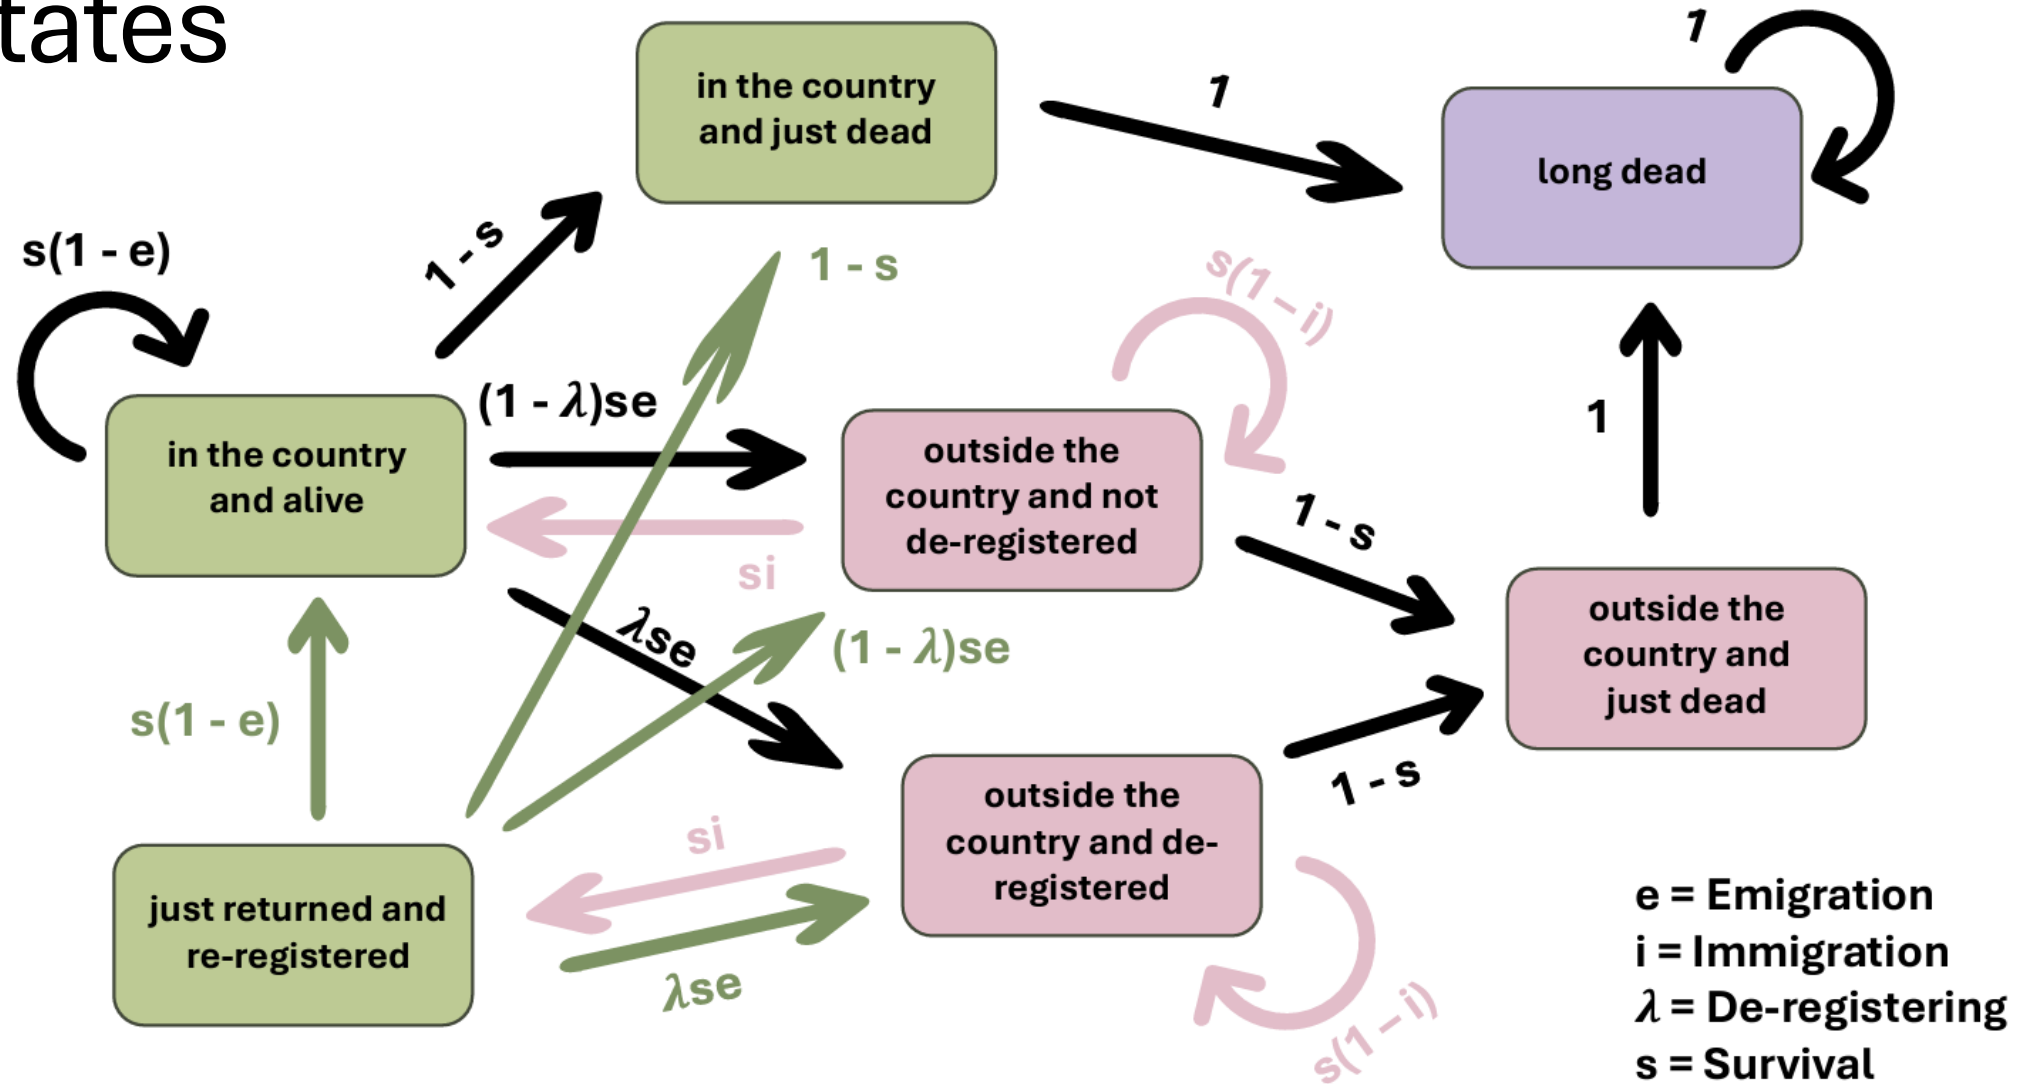 tates
in the country
and just dead
1
1
long dead
s(1 - e)
1 - s
1 - s
s(1 – i)
(1 - λ)se
in the country
and alive
outside the
country and not
de-registered
1
1 - s
si
λse
(1 - λ)se
outside the
country and
just dead
s(1 - e)
1 - s
outside the
country and de-
registered
si
just returned and
re-registered
λse
s(1 – i)
e = Emigration
i = Immigration
λ = De-registering
s = Survival